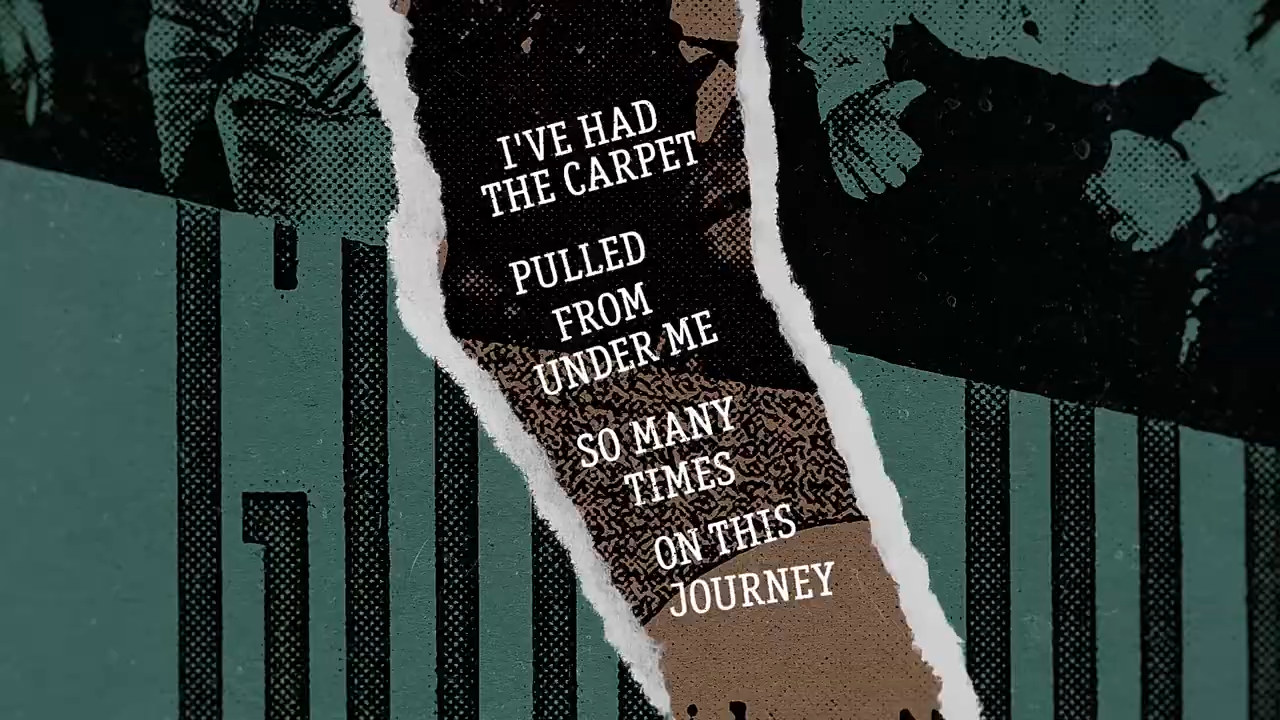 I'VE HAD
THE CARPET
PULLED
FROM
UNDER ME
SO MANY
TIMES
ON THIS
JOURNEY